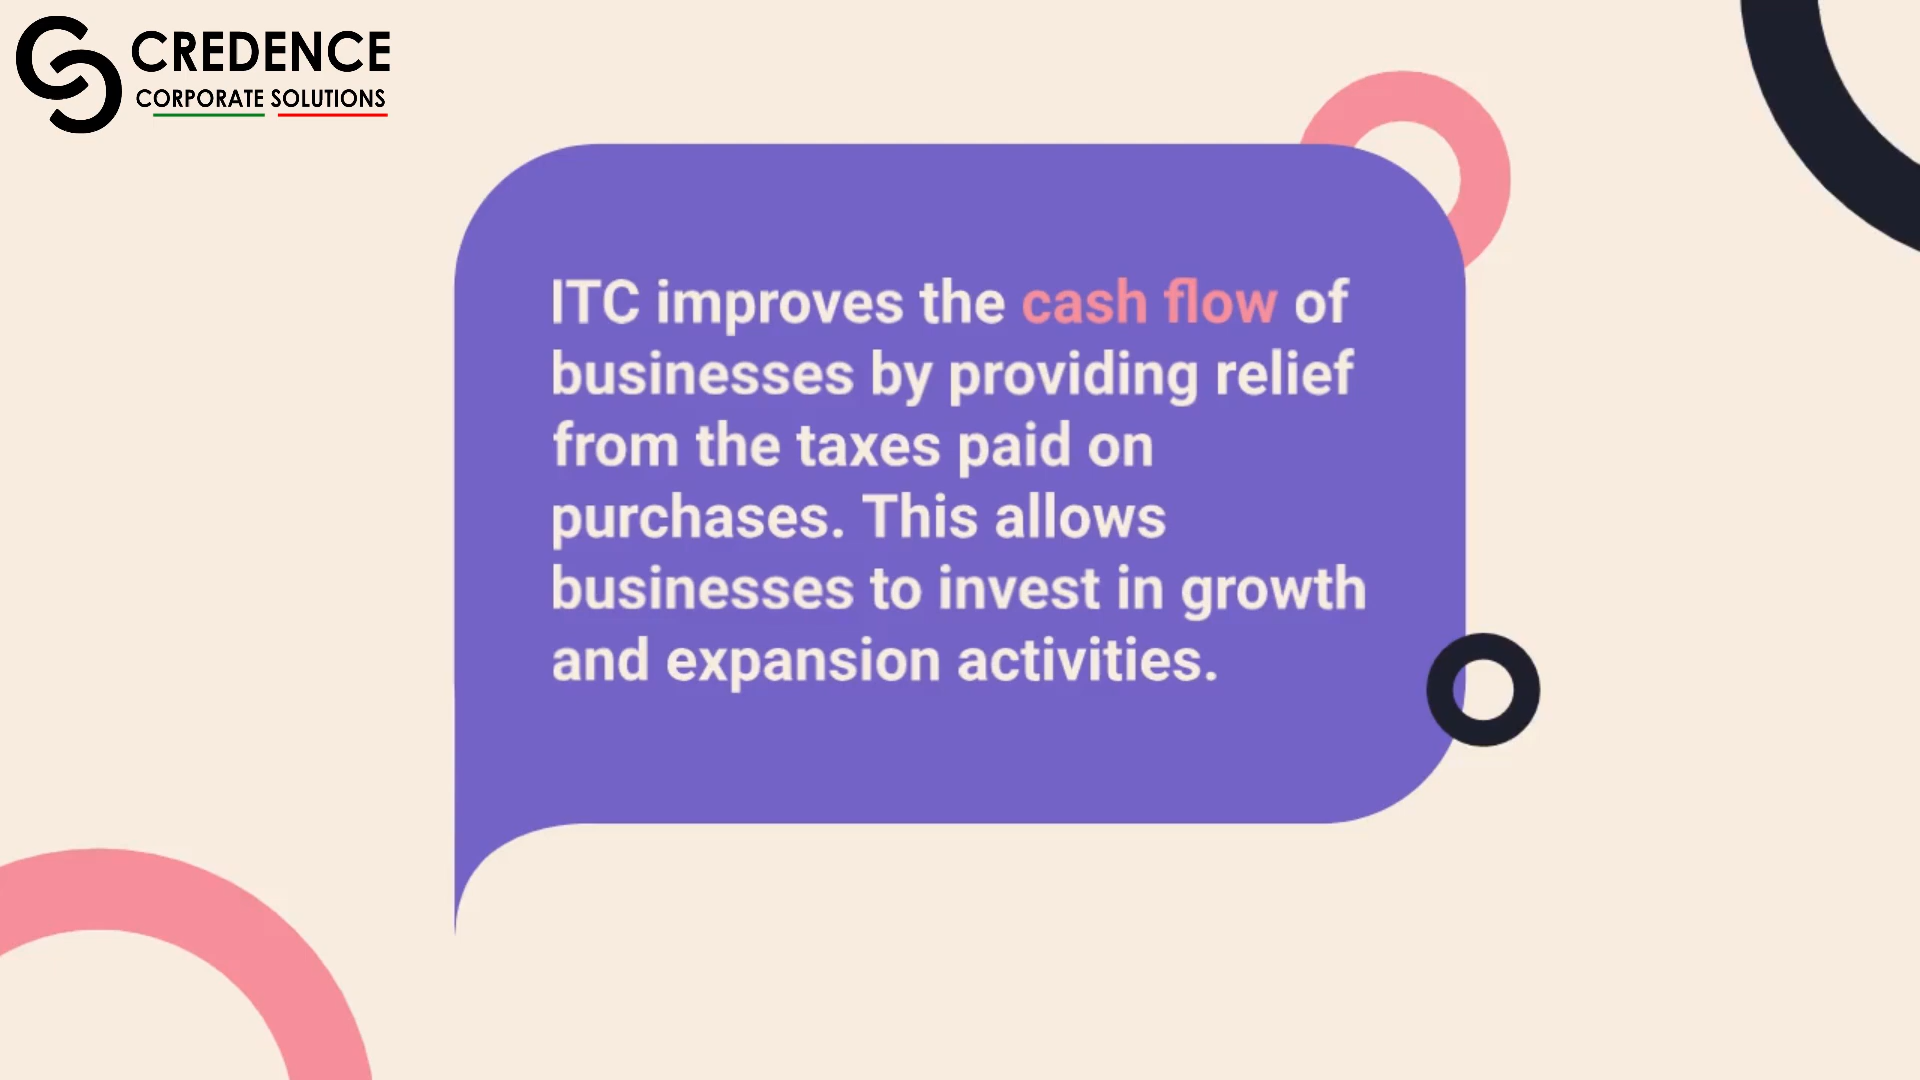 CREDENCE
CORPORATE SOLUTIONS
ITC improves the cash flow of
businesses by providing relief
from the taxes paid on
purchases. This allows
businesses to invest in growth
and expansion activities.